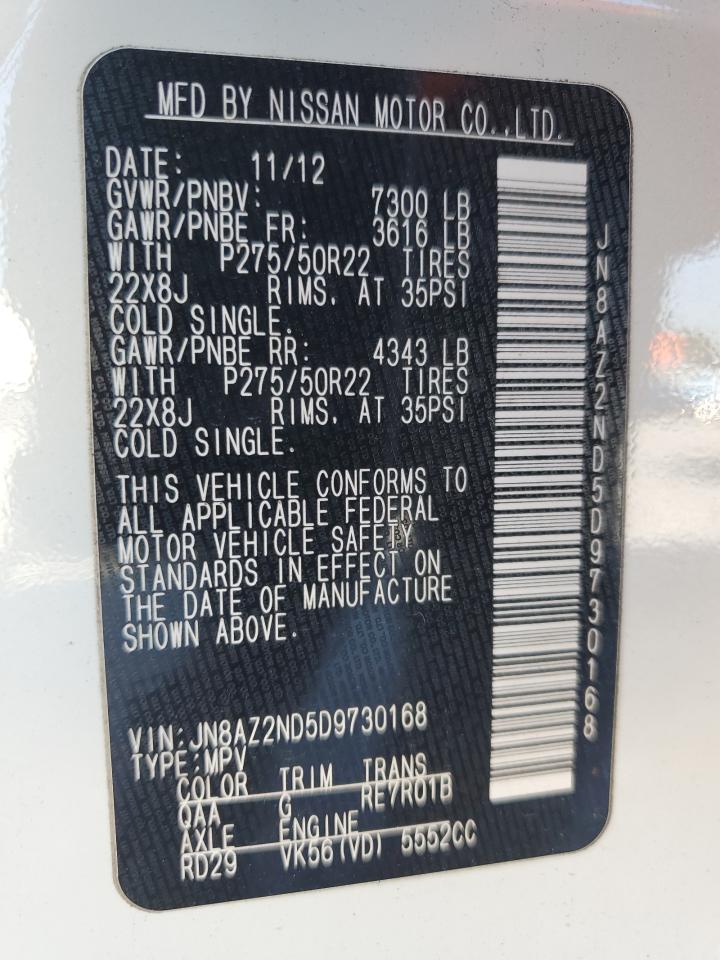 MFD BY NISSAN MOTOR CO.,LTD.
DATE: 11/12
GVWR/PNBV: 7300 LB
GAWR/PNBE FR: 3616 LB
WITH P275/50R22 TIRES
22X8J RIMS. AT 35PSI
COLD SINGLE.
GAWR/PNBE RR: 4343 LB
WITH P275/50R22 TIRES
22X8J RIMS. AT 35PSI
COLD SINGLE.
THIS VEHICLE CONFORMS TO
ALL APPLICABLE FEDERAL
MOTOR VEHICLE SAFETY
STANDARDS IN EFFECT ON
THE DATE OF MANUFACTURE
SHOWN ABOVE.
VIN:JN8AZ2ND5D9730168
TYPE:MPV
COLOR TRIM TRANS
QAA G RE7R01B
AXLE ENGINE
RD29 VK56(VD) 5552CC
JN8AZ2ND5D9730168